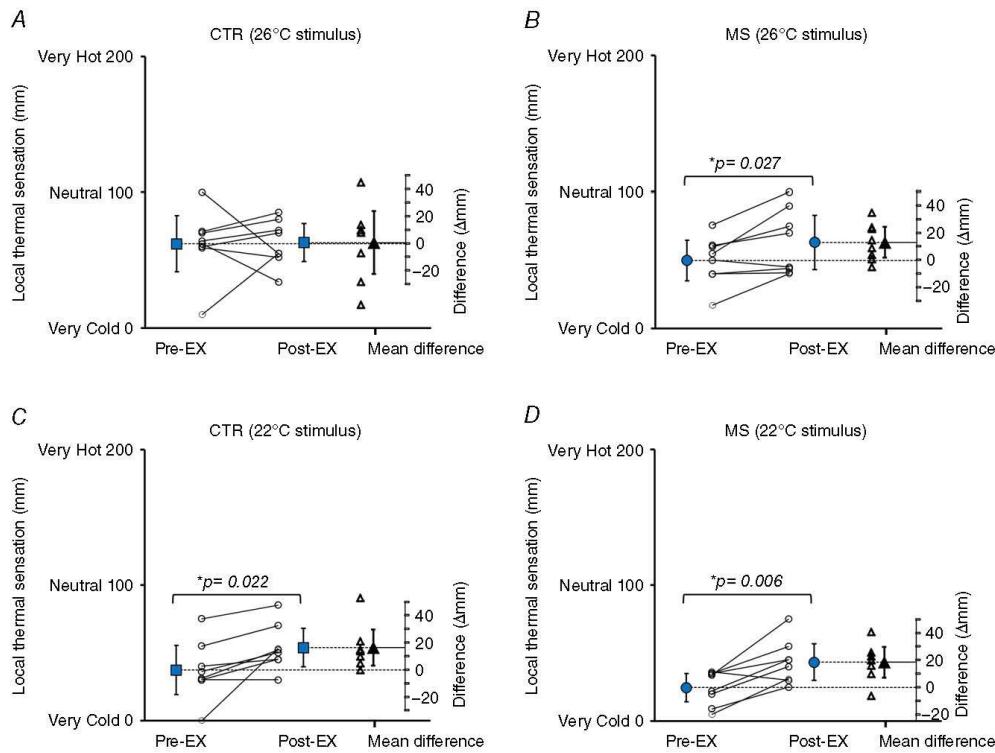 A
CTR (26°C stimulus)
Very Hot 200
Neutral 100
Very Cold 0
Local thermal sensation (mm)
40
20
0
−20
Difference (Δmm)
Pre-EX Post-EX Mean difference
B
MS (26°C stimulus)
Very Hot 200
*p= 0.027
Neutral 100
Very Cold 0
Local thermal sensation (mm)
40
20
0
−20
Difference (Δmm)
Pre-EX Post-EX Mean difference
C
CTR (22°C stimulus)
Very Hot 200
*p= 0.022
Neutral 100
Very Cold 0
Local thermal sensation (mm)
40
20
0
−20
Difference (Δmm)
Pre-EX Post-EX Mean difference
D
MS (22°C stimulus)
Very Hot 200
*p= 0.006
Neutral 100
Very Cold 0
Local thermal sensation (mm)
40
20
0
−20
Difference (Δmm)
Pre-EX Post-EX Mean difference